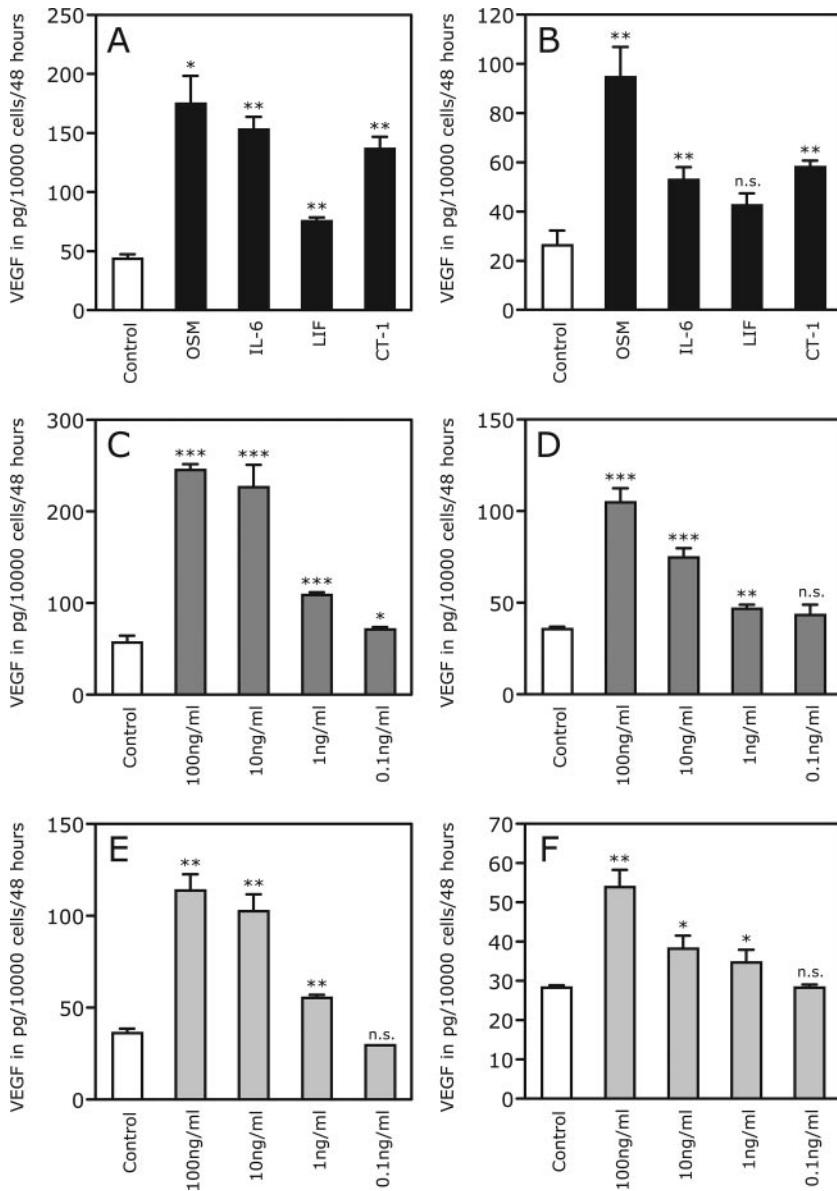 A
VEGF in pg/10000 cells/48 hours
250
200
150
100
50
0
*
**
**
**
Control
OSM
IL-6
LIF
CT-1
B
VEGF in pg/10000 cells/48 hours
120
100
80
60
40
20
0
**
**
n.s.
**
Control
OSM
IL-6
LIF
CT-1
C
VEGF in pg/10000 cells/48 hours
300
200
100
0
***
***
***
*
Control
100ng/ml
10ng/ml
1ng/ml
0.1ng/ml
D
VEGF in pg/10000 cells/48 hours
150
100
50
0
***
***
**
n.s.
Control
100ng/ml
10ng/ml
1ng/ml
0.1ng/ml
E
VEGF in pg/10000 cells/48 hours
150
100
50
0
**
**
**
n.s.
Control
100ng/ml
10ng/ml
1ng/ml
0.1ng/ml
F
VEGF in pg/10000 cells/48 hours
70
60
50
40
30
20
10
0
**
*
*
n.s.
Control
100ng/ml
10ng/ml
1ng/ml
0.1ng/ml